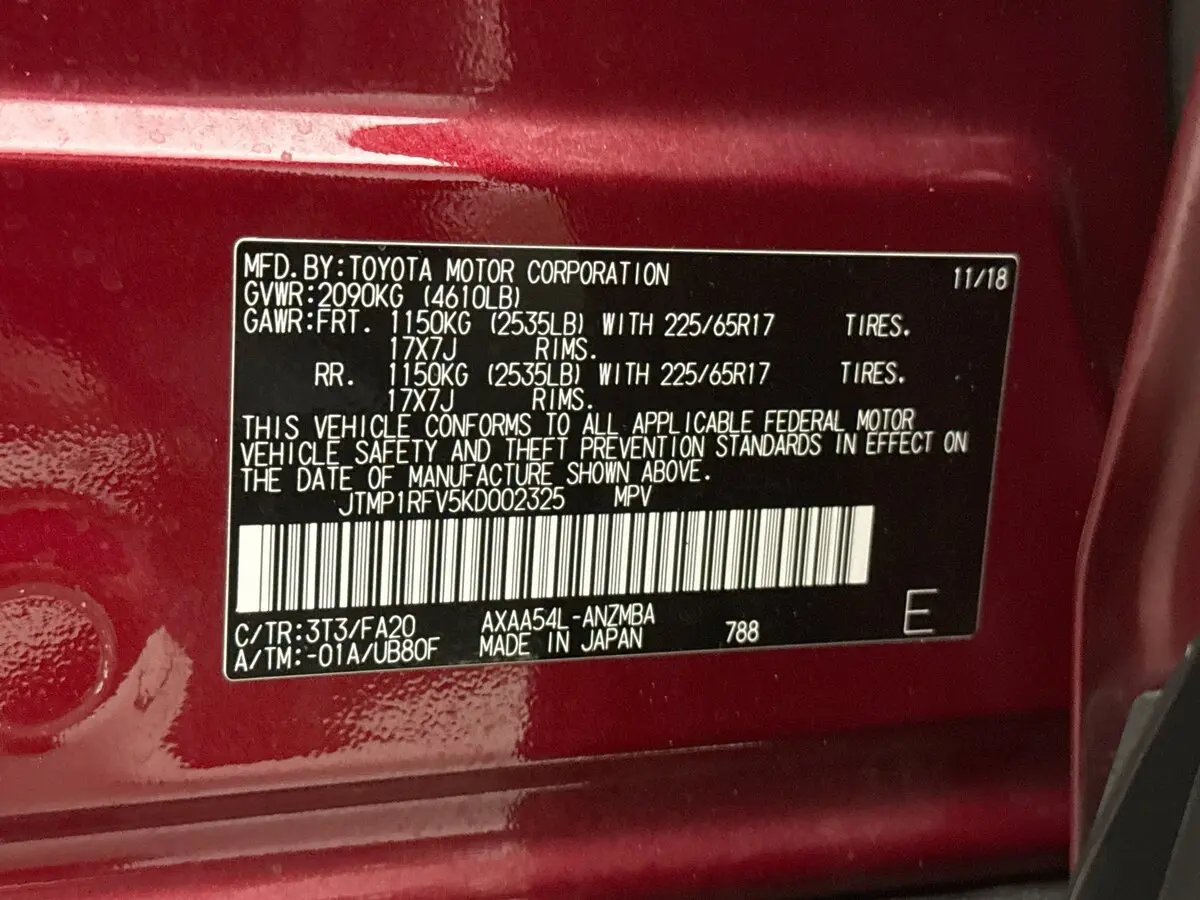 MFD.BY:TOYOTA MOTOR CORPORATION 11/18
GVWR:2090KG (4610LB)
GAWR:FRT. 1150KG (2535LB) WITH 225/65R17 TIRES.
17X7J RIMS.
RR. 1150KG (2535LB) WITH 225/65R17 TIRES.
17X7J RIMS.
THIS VEHICLE CONFORMS TO ALL APPLICABLE FEDERAL MOTOR
VEHICLE SAFETY AND THEFT PREVENTION STANDARDS IN EFFECT ON
THE DATE OF MANUFACTURE SHOWN ABOVE.
JTMP1RFV5KD002325 MPV
C/TR:3T3/FA20 AXAA54L-ANZMBA
A/TM:-01A/UB80F MADE IN JAPAN 788 E